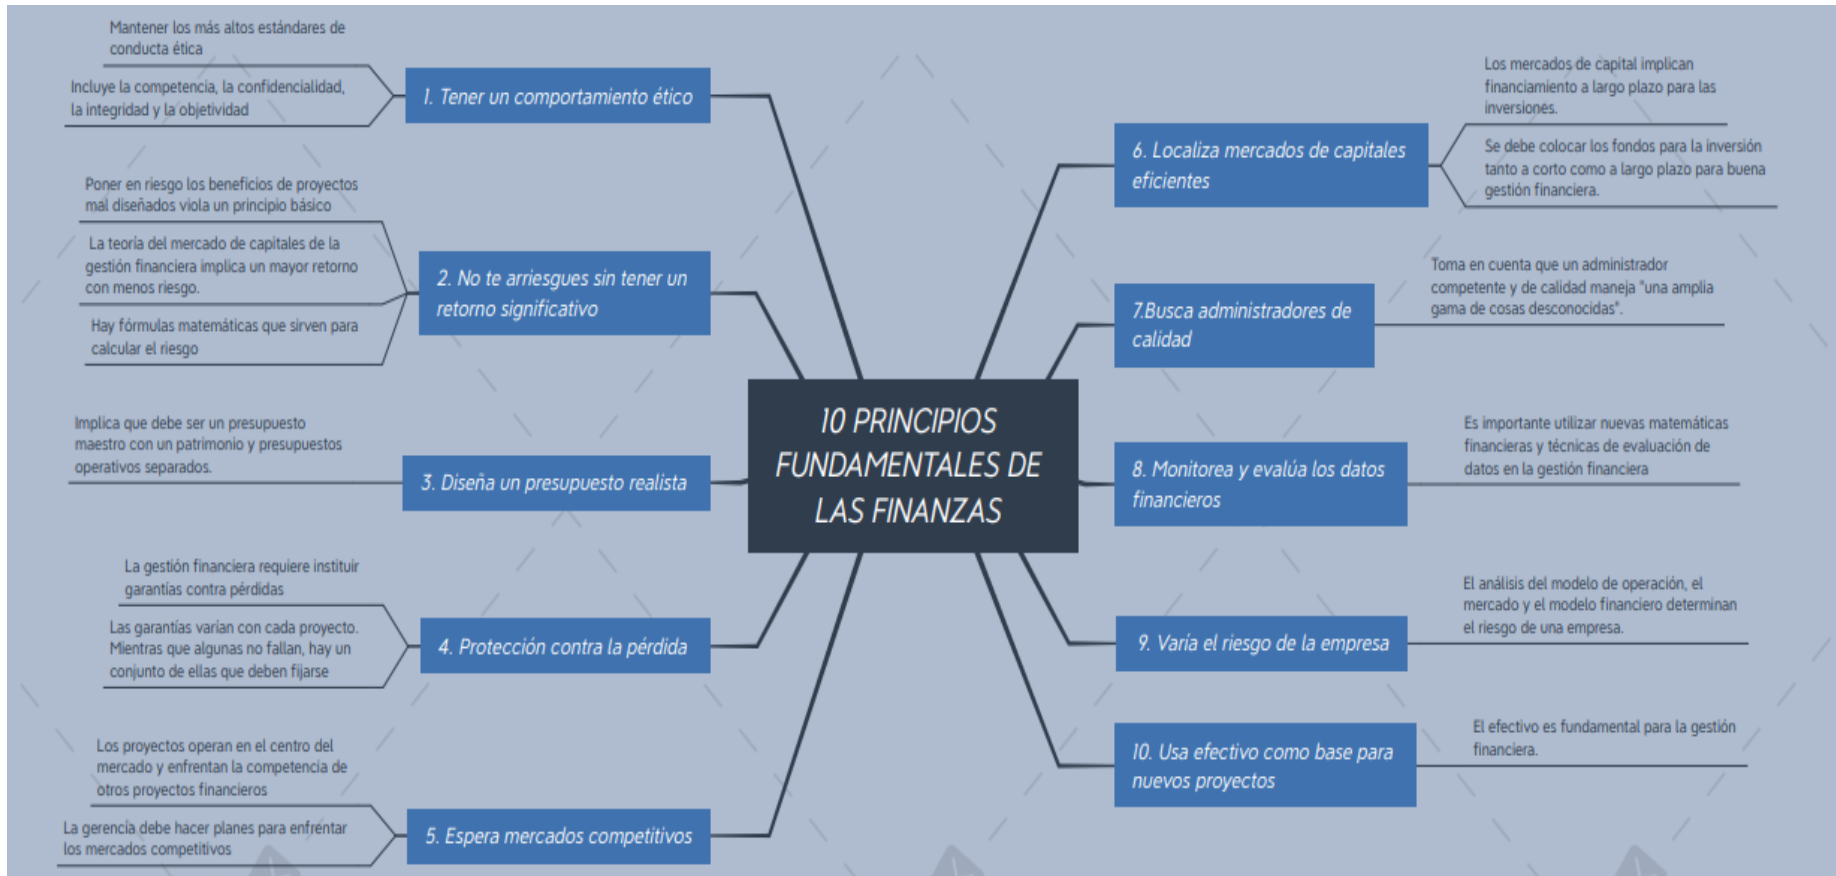 10 PRINCIPIOS
FUNDAMENTALES DE
LAS FINANZAS
1. Tener un comportamiento ético
Mantener los más altos estándares de
conducta ética
Incluye la competencia, la confidencialidad,
la integridad y la objetividad
2. No te arriesgues sin tener un
retorno significativo
Poner en riesgo los beneficios de proyectos
mal diseñados viola un principio básico
La teoría del mercado de capitales de la
gestión financiera implica un mayor retorno
con menos riesgo.
Hay fórmulas matemáticas que sirven para
calcular el riesgo
3. Diseña un presupuesto realista
Implica que debe ser un presupuesto
maestro con un patrimonio y presupuestos
operativos separados.
4. Protección contra la pérdida
La gestión financiera requiere instituir
garantías contra pérdidas
Las garantías varían con cada proyecto.
Mientras que algunas no fallan, hay un
conjunto de ellas que deben fijarse
5. Espera mercados competitivos
Los proyectos operan en el centro del
mercado y enfrentan la competencia de
otros proyectos financieros
La gerencia debe hacer planes para enfrentar
los mercados competitivos
6. Localiza mercados de capitales
eficientes
Los mercados de capital implican
financiamiento a largo plazo para las
inversiones.
Se debe colocar los fondos para la inversión
tanto a corto como a largo plazo para buena
gestión financiera.
7.Busca administradores de
calidad
Toma en cuenta que un administrador
competente y de calidad maneja "una amplia
gama de cosas desconocidas".
8. Monitorea y evalúa los datos
financieros
Es importante utilizar nuevas matemáticas
financieras y técnicas de evaluación de
datos en la gestión financiera
9. Varía el riesgo de la empresa
El análisis del modelo de operación, el
mercado y el modelo financiero determinan
el riesgo de una empresa.
10. Usa efectivo como base para
nuevos proyectos
El efectivo es fundamental para la gestión
financiera.